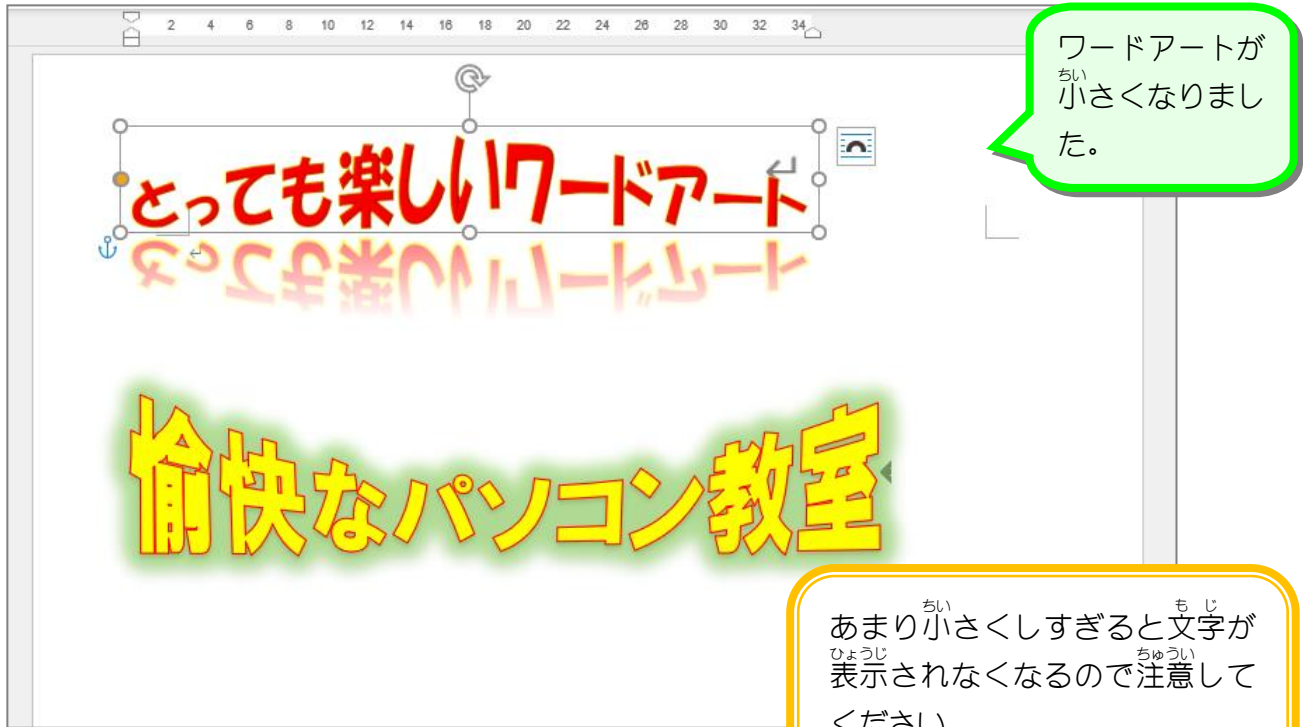 2 4 6 8 10 12 14 16 18 20 22 24 26 28 30 32 34
ワードアートが
小さくなりまし
た。
とっても楽しいワードアート
愉快なパソコン教室
あまり小さくしすぎると文字が
表示されなくなるので注意して
ください